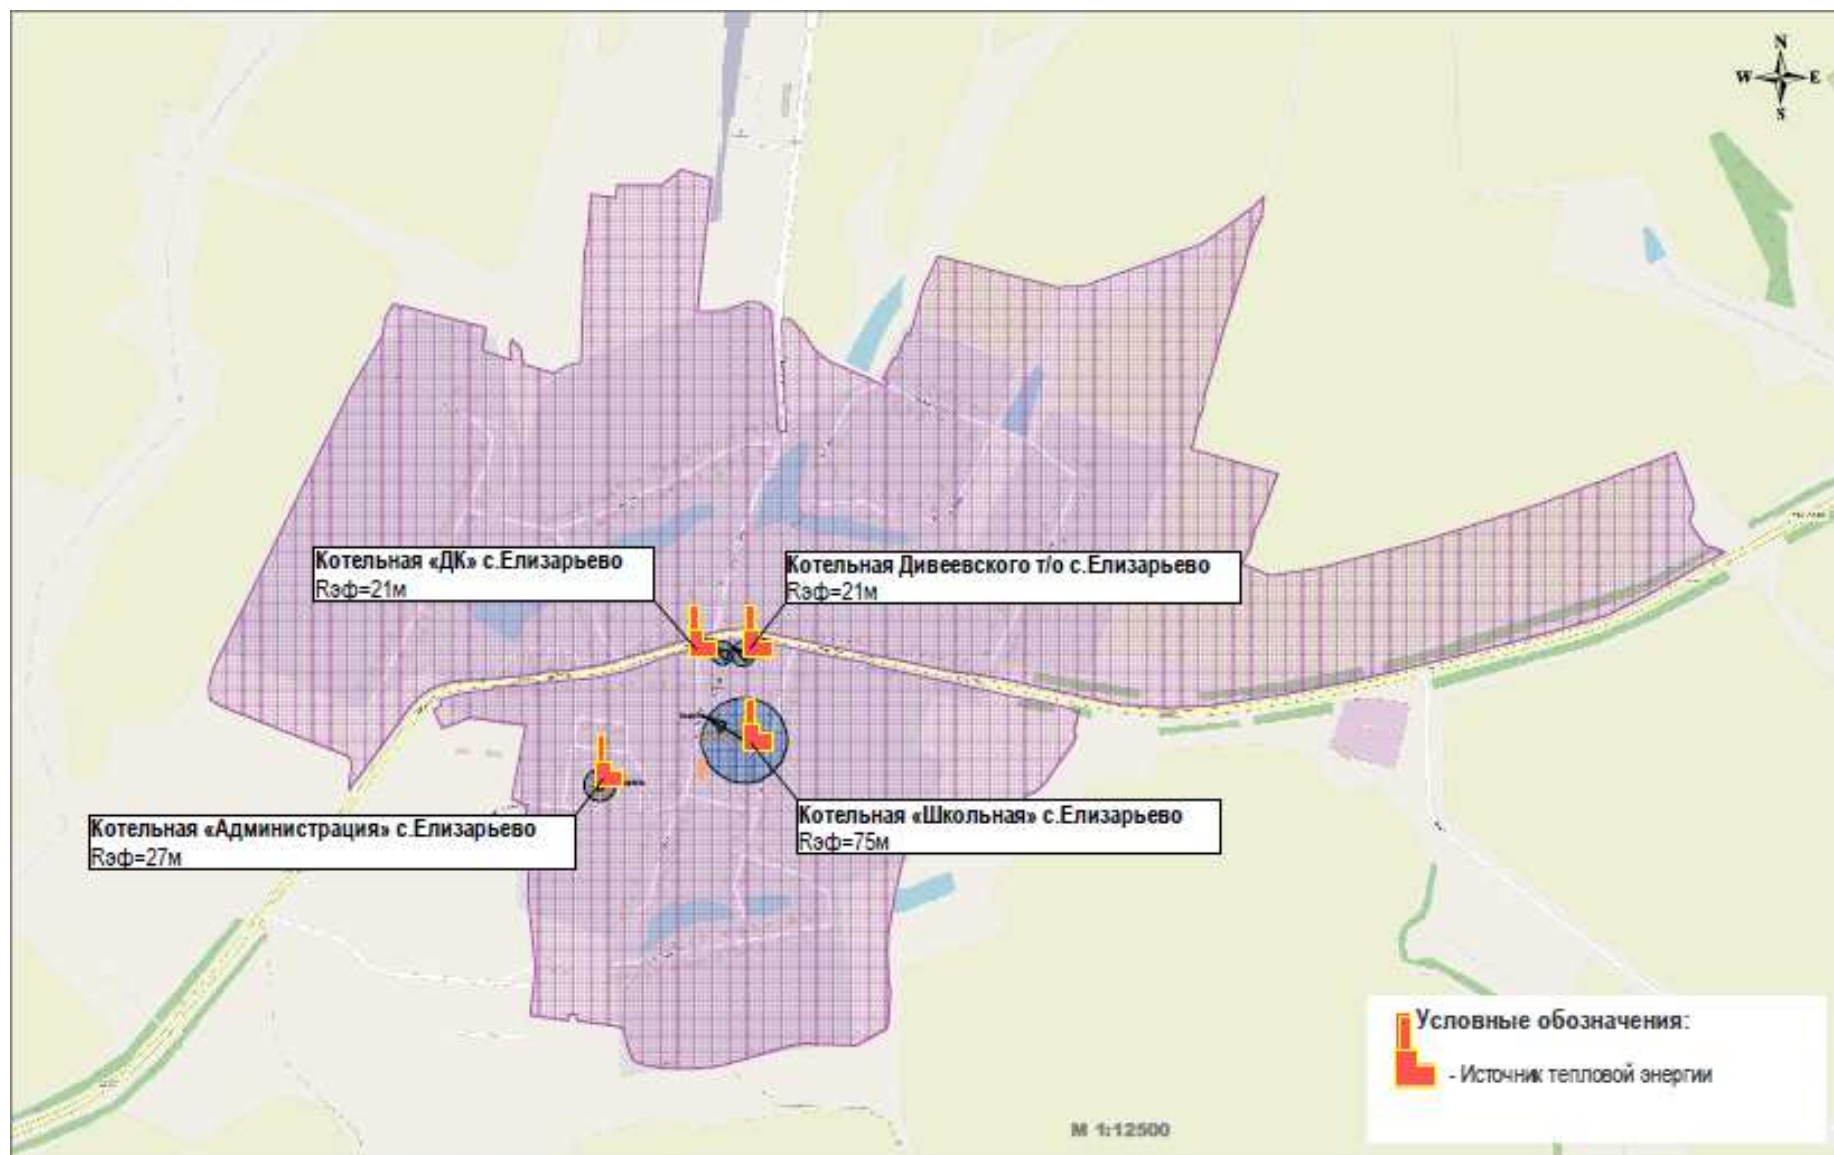 N
W E
S
Котельная «ДК» с.Елизарьево
Rэф=21м
Котельная Дивеевского т/о с.Елизарьево
Rэф=21м
Котельная «Администрация» с.Елизарьево
Rэф=27м
Котельная «Школьная» с.Елизарьево
Rэф=75м
Условные обозначения:
- Источник тепловой энергии
М 1:12500